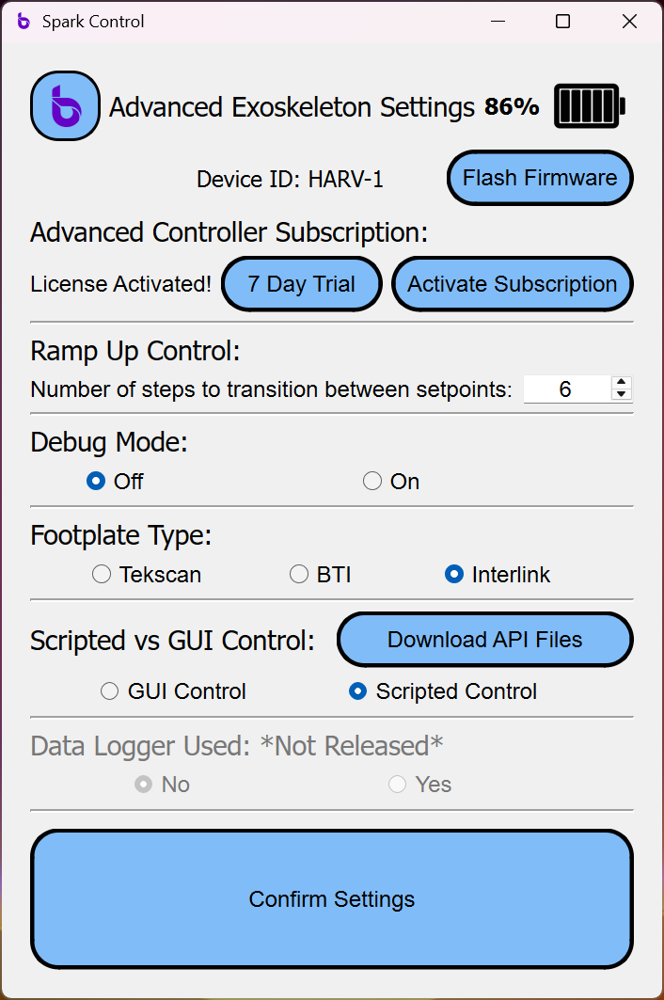 Spark Control
Advanced Exoskeleton Settings 86%
Device ID: HARV-1 Flash Firmware
Advanced Controller Subscription:
License Activated! 7 Day Trial Activate Subscription
Ramp Up Control:
Number of steps to transition between setpoints: 6
Debug Mode:
Off On
Footplate Type:
Tekscan BTI Interlink
Scripted vs GUI Control: Download API Files
GUI Control Scripted Control
Data Logger Used: *Not Released*
No Yes
Confirm Settings